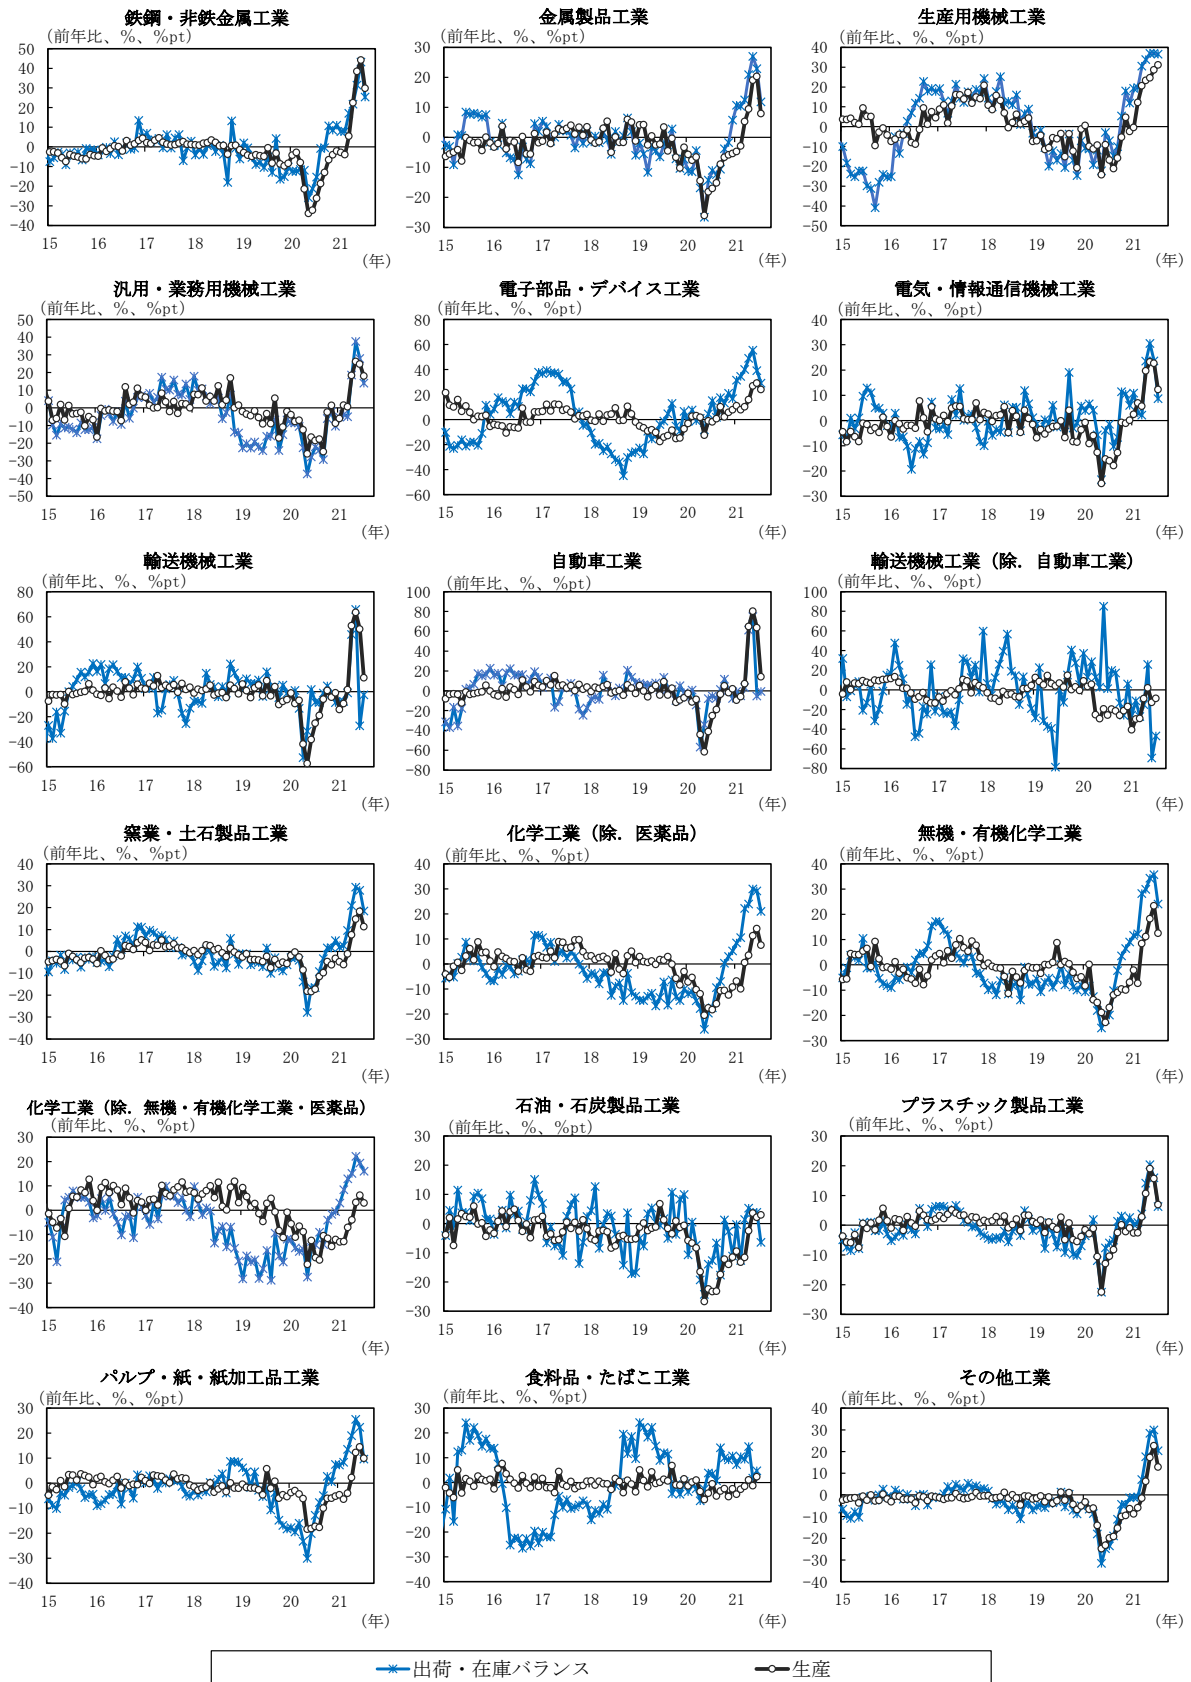 鉄鋼・非鉄金属工業
(前年比、%、%pt)
50
40
30
20
10
0
-10
-20
-30
-40
15 16 17 18 19 20 21
(年)
金属製品工業
(前年比、%、%pt)
30
20
10
0
-10
-20
-30
15 16 17 18 19 20 21
(年)
生産用機械工業
(前年比、%、%pt)
40
30
20
10
0
-10
-20
-30
-40
-50
15 16 17 18 19 20 21
(年)
汎用・業務用機械工業
(前年比、%、%pt)
50
40
30
20
10
0
-10
-20
-30
-40
-50
15 16 17 18 19 20 21
(年)
電子部品・デバイス工業
(前年比、%、%pt)
80
60
40
20
0
-20
-40
-60
15 16 17 18 19 20 21
(年)
電気・情報通信機械工業
(前年比、%、%pt)
40
30
20
10
0
-10
-20
-30
15 16 17 18 19 20 21
(年)
輸送機械工業
(前年比、%、%pt)
80
60
40
20
0
-20
-40
-60
15 16 17 18 19 20 21
(年)
自動車工業
(前年比、%、%pt)
100
80
60
40
20
0
-20
-40
-60
-80
15 16 17 18 19 20 21
(年)
輸送機械工業（除．自動車工業）
(前年比、%、%pt)
100
80
60
40
20
0
-20
-40
-60
-80
15 16 17 18 19 20 21
(年)
窯業・土石製品工業
(前年比、%、%pt)
40
30
20
10
0
-10
-20
-30
-40
15 16 17 18 19 20 21
(年)
化学工業（除．医薬品）
(前年比、%、%pt)
40
30
20
10
0
-10
-20
-30
15 16 17 18 19 20 21
(年)
無機・有機化学工業
(前年比、%、%pt)
40
30
20
10
0
-10
-20
-30
15 16 17 18 19 20 21
(年)
化学工業（除．無機・有機化学工業・医薬品）
(前年比、%、%pt)
30
20
10
0
-10
-20
-30
-40
15 16 17 18 19 20 21
(年)
石油・石炭製品工業
(前年比、%、%pt)
30
20
10
0
-10
-20
-30
15 16 17 18 19 20 21
(年)
プラスチック製品工業
(前年比、%、%pt)
30
20
10
0
-10
-20
-30
15 16 17 18 19 20 21
(年)
パルプ・紙・紙加工品工業
(前年比、%、%pt)
30
20
10
0
-10
-20
-30
-40
15 16 17 18 19 20 21
(年)
食料品・たばこ工業
(前年比、%、%pt)
30
20
10
0
-10
-20
-30
-40
15 16 17 18 19 20 21
(年)
その他工業
(前年比、%、%pt)
40
30
20
10
0
-10
-20
-30
-40
15 16 17 18 19 20 21
(年)
出荷・在庫バランス 生産